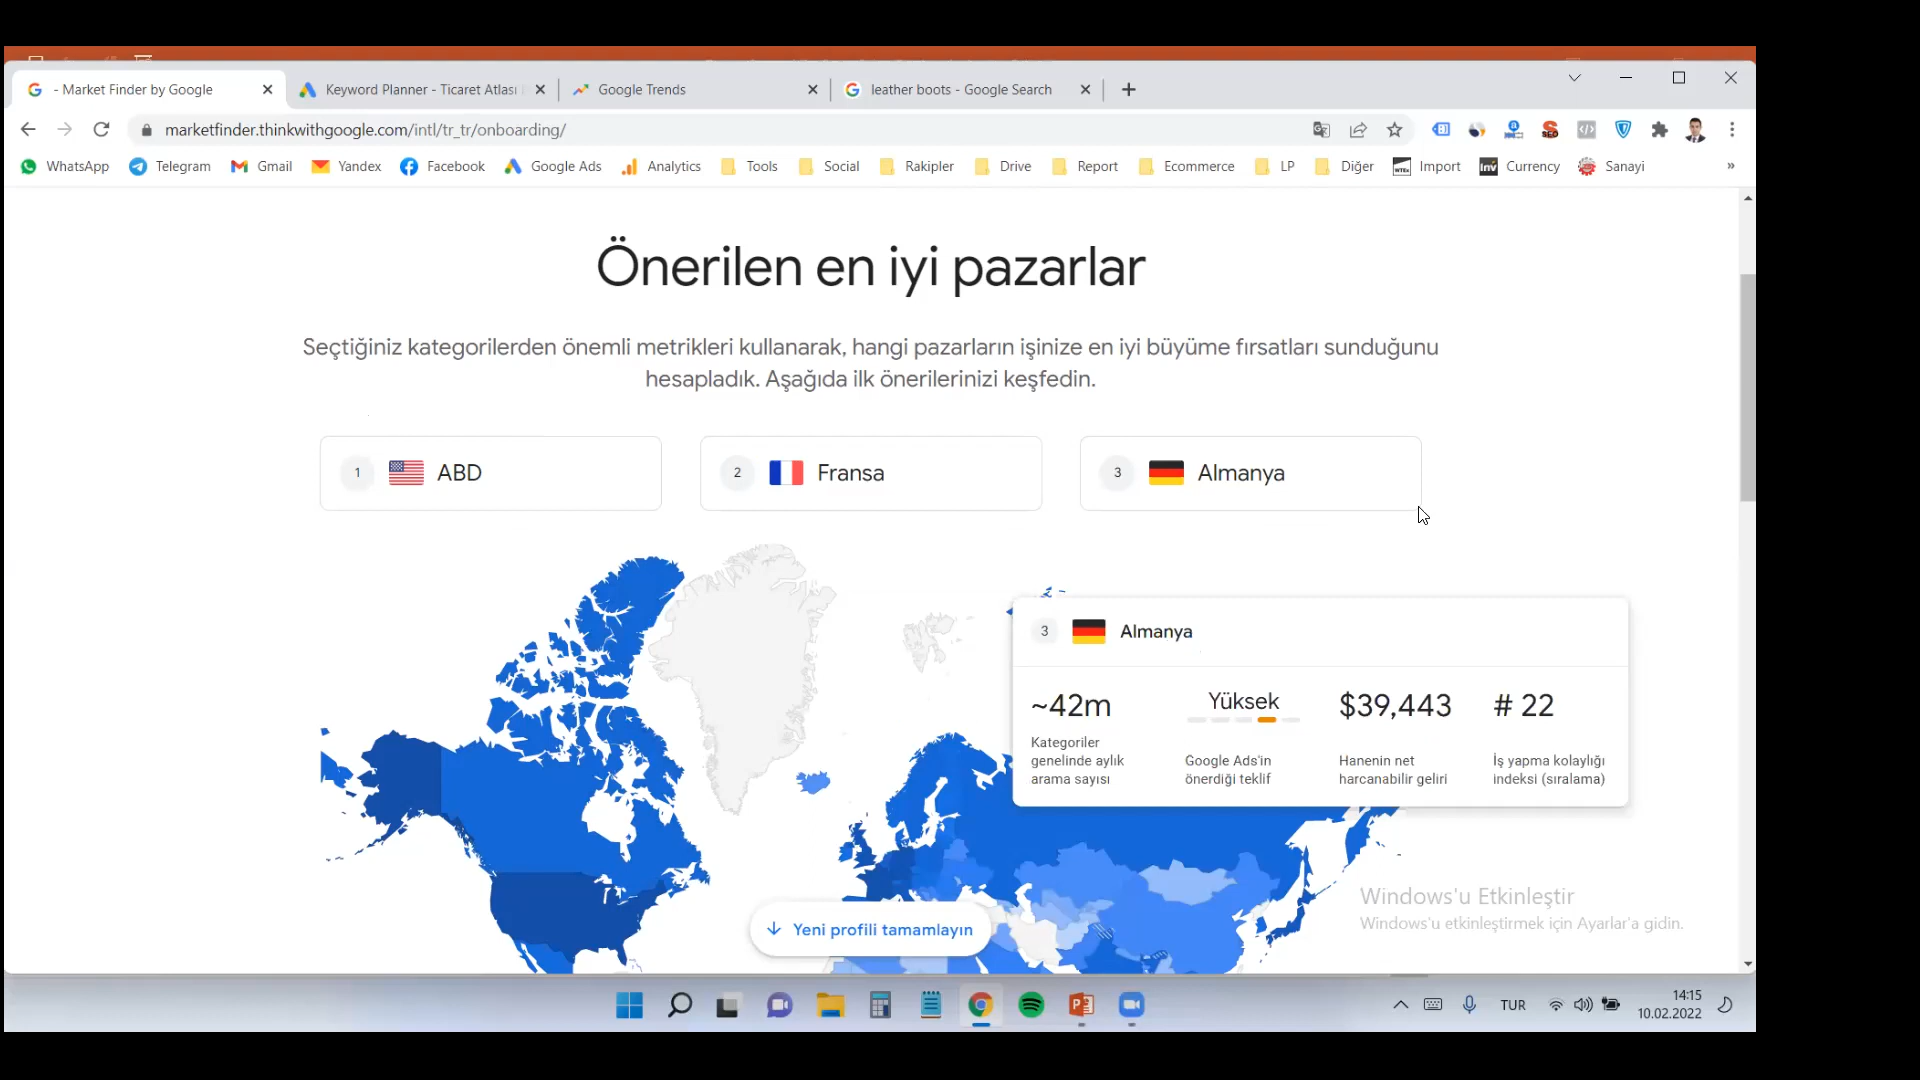 - Market Finder by Google
Keyword Planner - Ticaret Atlası
Google Trends
leather boots - Google Search
marketfinder.thinkwithgoogle.com/intl/tr_tr/onboarding/
WhatsApp
Telegram
Gmail
Yandex
Facebook
Google Ads
Analytics
Tools
Social
Rakipler
Drive
Report
Ecommerce
LP
Diğer
Import
Currency
Sanayi
Önerilen en iyi pazarlar
Seçtiğiniz kategorilerden önemli metrikleri kullanarak, hangi pazarların işinize en iyi büyüme fırsatları sunduğunu
hesapladık. Aşağıda ilk önerilerinizi keşfedin.
1 ABD
2 Fransa
3 Almanya
3 Almanya
~42m
Kategoriler
genelinde aylık
arama sayısı
Yüksek
Google Ads'in
önerdiği teklif
$39,443
Hanenin net
harcanabilir geliri
# 22
İş yapma kolaylığı
indeksi (sıralama)
Yeni profili tamamlayın
Windows'u Etkinleştir
Windows'u etkinleştirmek için Ayarlar'a gidin.
TUR
14:15
10.02.2022